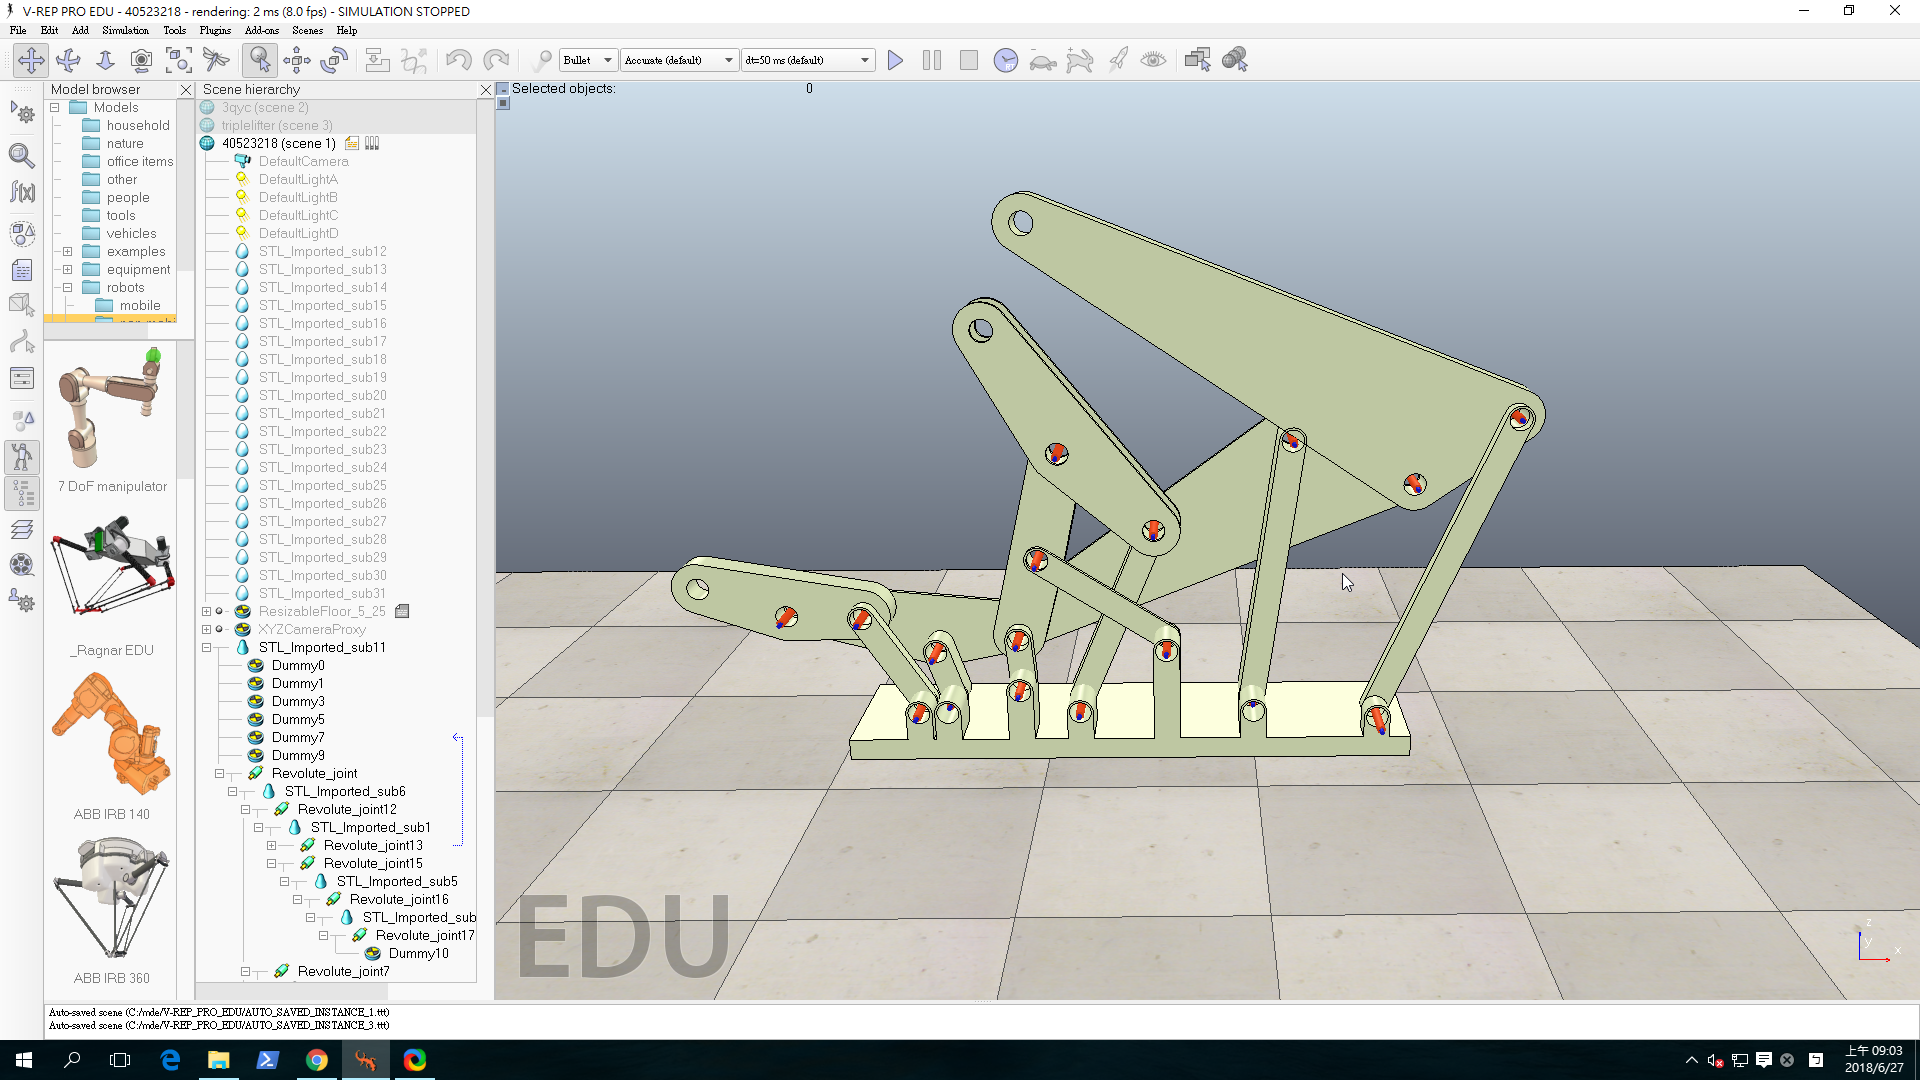 V-REP PRO EDU - 40523218 - rendering: 2 ms (8.0 fps) - SIMULATION STOPPED
File Edit Add Simulation Tools Plugins Add-ons Scenes Help
Bullet Accurate (default) dt=50 ms (default)
Model browser
Models
household
nature
office items
other
people
tools
vehicles
examples
equipment
robots
mobile
7 DoF manipulator
_Ragnar EDU
ABB IRB 140
ABB IRB 360
Scene hierarchy
3qyc (scene 2)
triplelifter (scene 3)
40523218 (scene 1)
DefaultCamera
DefaultLightA
DefaultLightB
DefaultLightC
DefaultLightD
STL_Imported_sub12
STL_Imported_sub13
STL_Imported_sub14
STL_Imported_sub15
STL_Imported_sub16
STL_Imported_sub17
STL_Imported_sub18
STL_Imported_sub19
STL_Imported_sub20
STL_Imported_sub21
STL_Imported_sub22
STL_Imported_sub23
STL_Imported_sub24
STL_Imported_sub25
STL_Imported_sub26
STL_Imported_sub27
STL_Imported_sub28
STL_Imported_sub29
STL_Imported_sub30
STL_Imported_sub31
ResizableFloor_5_25
XYZCameraProxy
STL_Imported_sub11
Dummy0
Dummy1
Dummy3
Dummy5
Dummy7
Dummy9
Revolute_joint
STL_Imported_sub6
Revolute_joint12
STL_Imported_sub1
Revolute_joint13
Revolute_joint15
STL_Imported_sub5
Revolute_joint16
STL_Imported_sub
Revolute_joint17
Dummy10
Revolute_joint7
Selected objects: 0
EDU
z
y
x
Auto-saved scene (C:/mde/V-REP_PRO_EDU/AUTO_SAVED_INSTANCE_1.ttt)
Auto-saved scene (C:/mde/V-REP_PRO_EDU/AUTO_SAVED_INSTANCE_3.ttt)
上午 09:03
2018/6/27